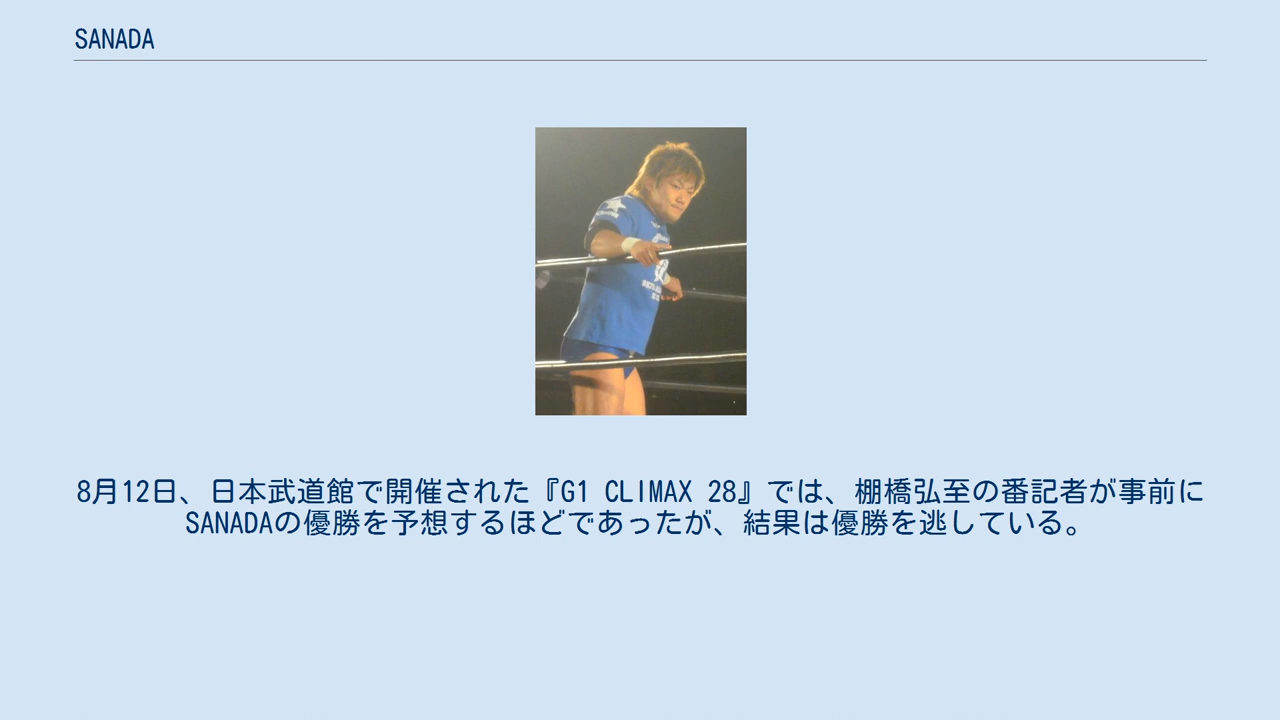 SANADA
8月12日、日本武道館で開催された『G1 CLIMAX 28』では、棚橋弘至の番記者が事前に
SANADAの優勝を予想するほどであったが、結果は優勝を逃している。